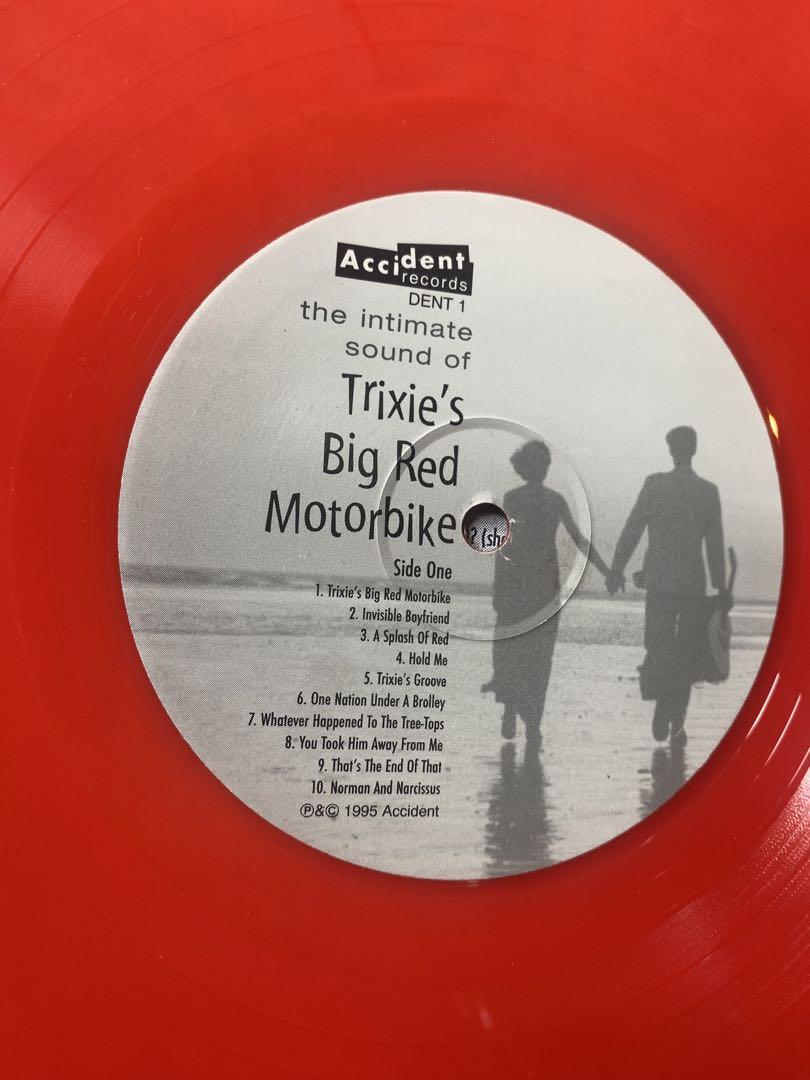 Accident
records
DENT 1
the intimate
sound of
Trixie's
Big Red
Motorbike
? (sh
Side One
1. Trixie's Big Red Motorbike
2. Invisible Boyfriend
3. A Splash Of Red
4. Hold Me
5. Trixie's Groove
6. One Nation Under A Brolley
7. Whatever Happened To The Tree-Tops
8. You Took Him Away From Me
9. That's The End Of That
10. Norman And Narcissus
℗&© 1995 Accident